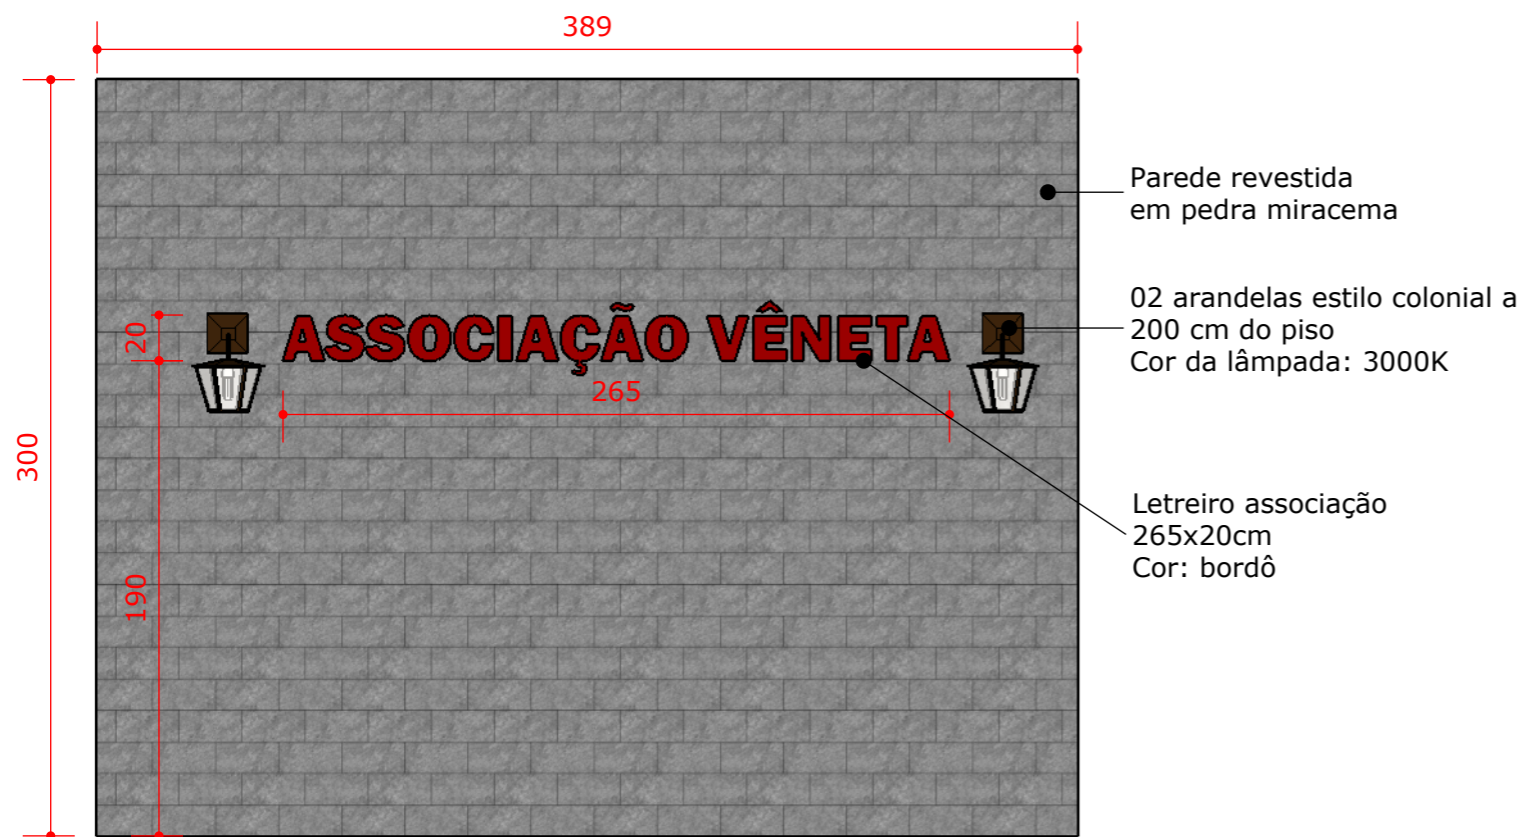 389
Parede revestida
em pedra miracema
02 arandelas estilo colonial a
200 cm do piso
Cor da lâmpada: 3000K
20
ASSOCIAÇÃO VÊNETA
265
300
Letreiro associação
265x20cm
Cor: bordô
190